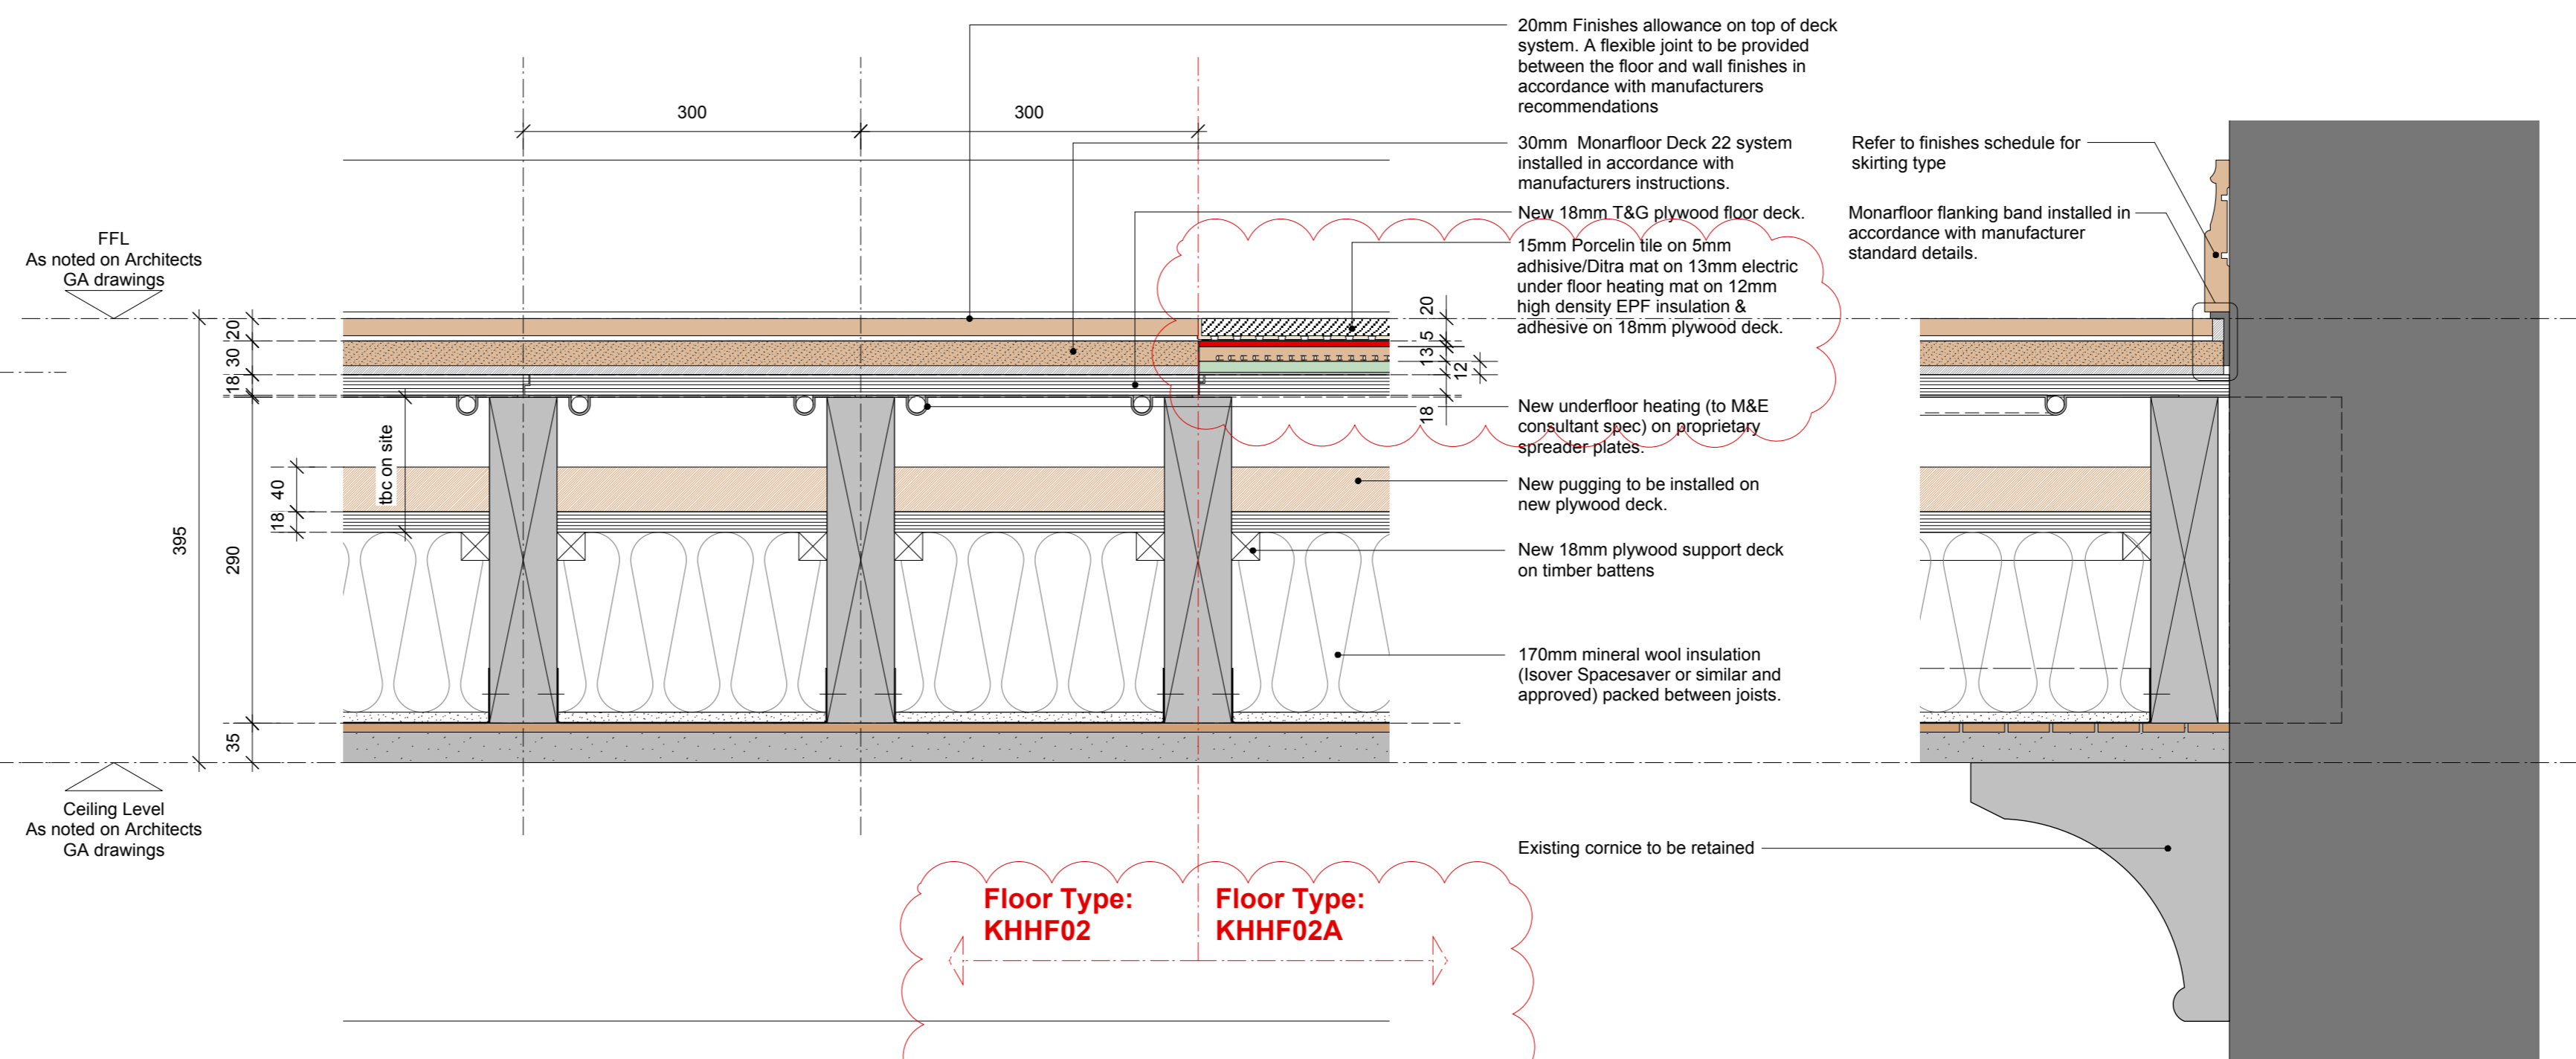 20mm Finishes allowance on top of deck
system. A flexible joint to be provided
between the floor and wall finishes in
accordance with manufacturers
recommendations
300
300
30mm Monarfloor Deck 22 system
installed in accordance with
manufacturers instructions.
Refer to finishes schedule for
skirting type
New 18mm T&G plywood floor deck.
Monarfloor flanking band installed in
accordance with manufacturer
standard details.
15mm Porcelin tile on 5mm
adhisive/Ditra mat on 13mm electric
under floor heating mat on 12mm
high density EPF insulation &
adhesive on 18mm plywood deck.
FFL
As noted on Architects
GA drawings
20
30
18
20
5
13
12
18
New underfloor heating (to M&E
consultant spec) on proprietary
spreader plates.
tbc on site
40
18
New pugging to be installed on
new plywood deck.
395
290
New 18mm plywood support deck
on timber battens
170mm mineral wool insulation
(Isover Spacesaver or similar and
approved) packed between joists.
35
Ceiling Level
As noted on Architects
GA drawings
Existing cornice to be retained
Floor Type:
KHHF02
Floor Type:
KHHF02A